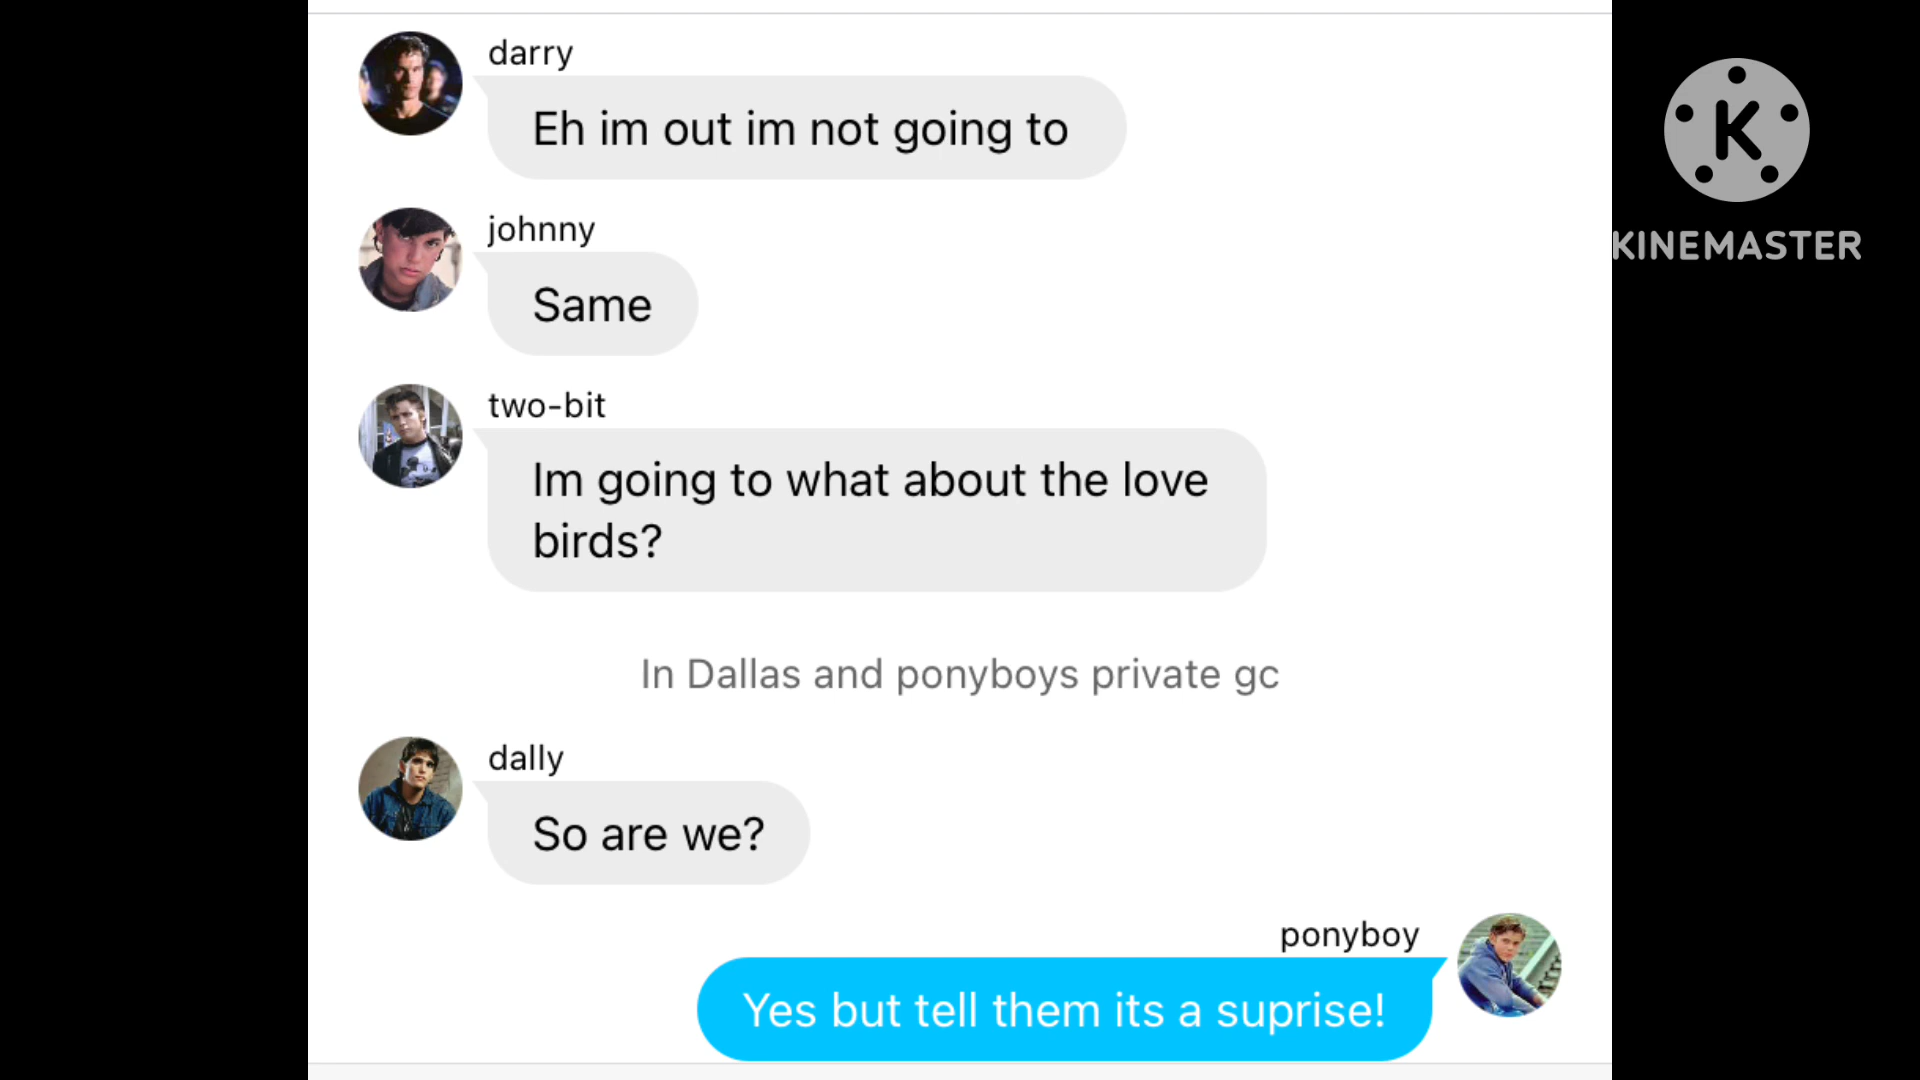 darry
Eh im out im not going to
johnny
Same
two-bit
Im going to what about the love
birds?
In Dallas and ponyboys private gc
dally
So are we?
ponyboy
Yes but tell them its a suprise!
K
KINEMASTER